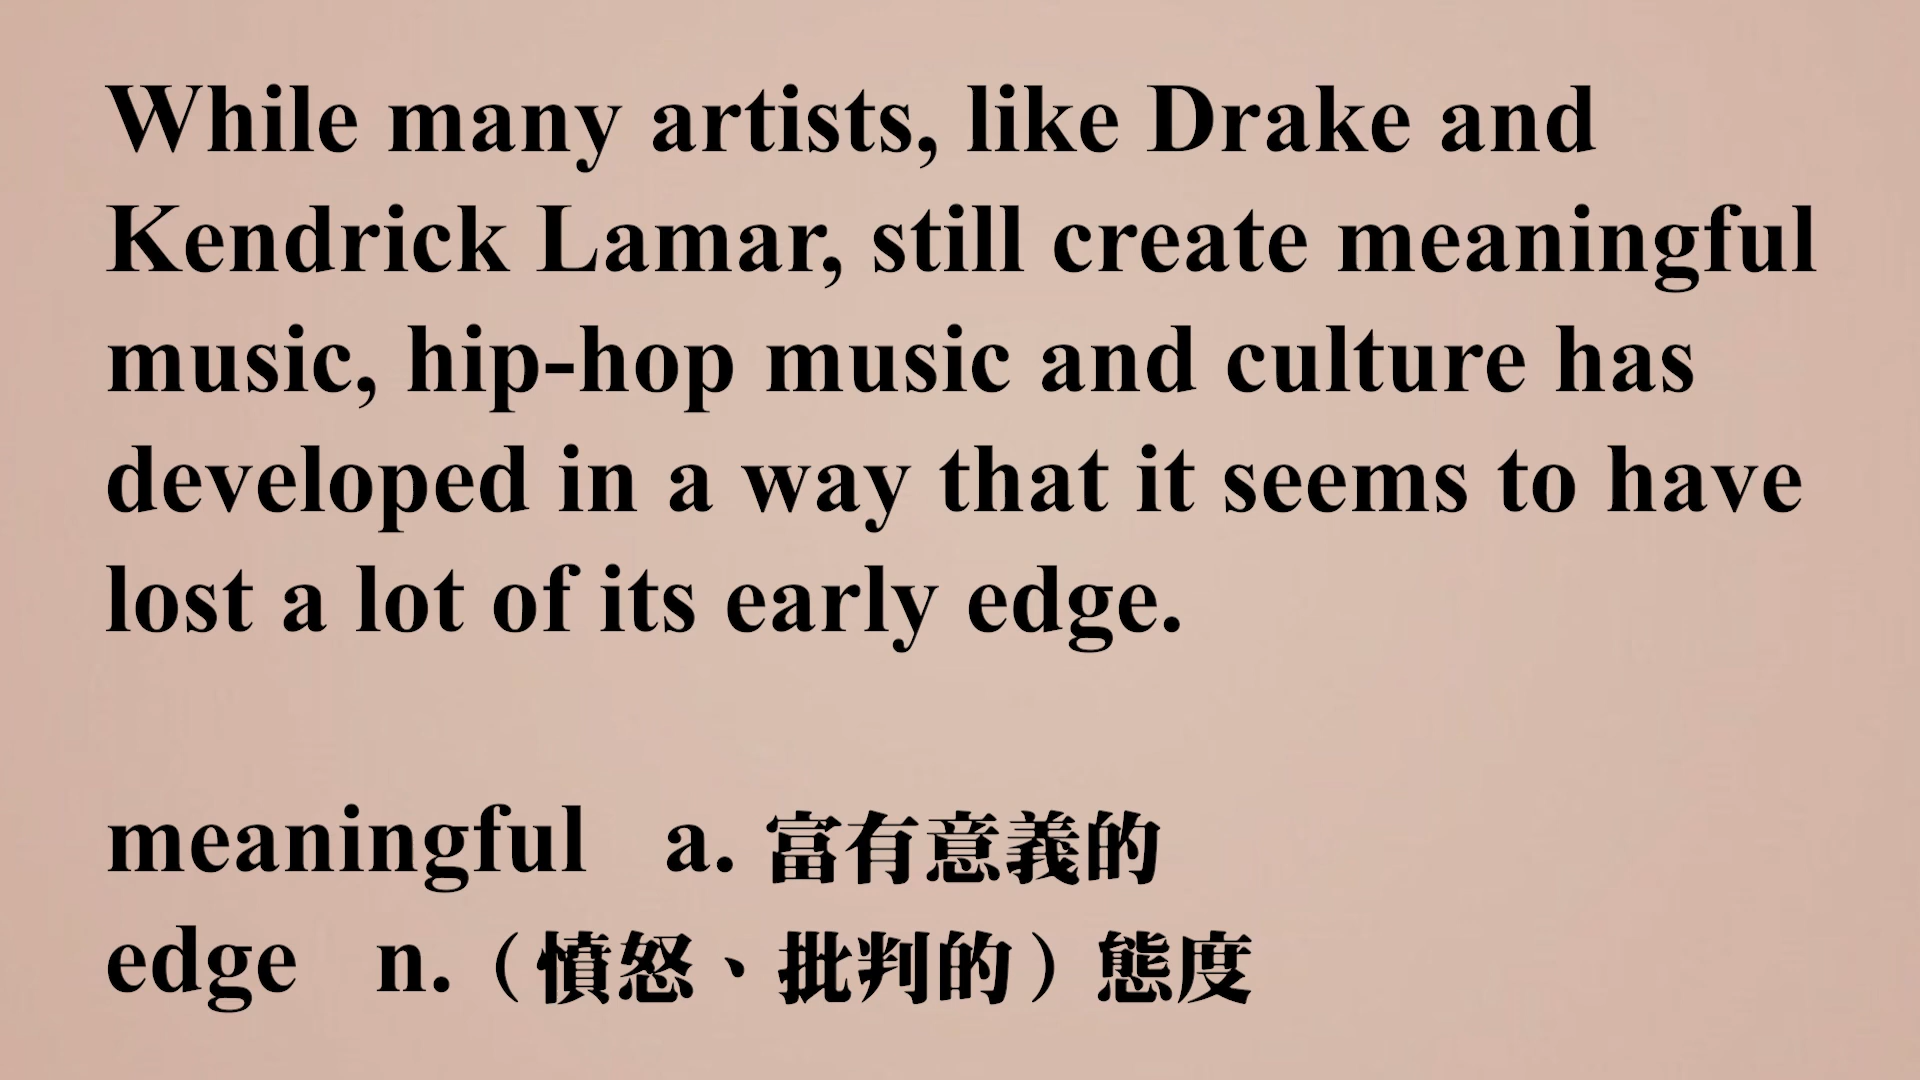 While many artists, like Drake and
Kendrick Lamar, still create meaningful
music, hip-hop music and culture has
developed in a way that it seems to have
lost a lot of its early edge.
meaningful a. 富有意義的
edge n.（憤怒、批判的）態度